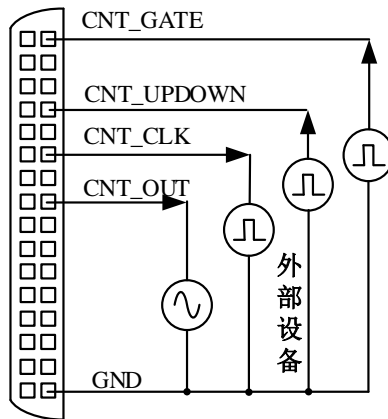 CNT_GATE
CNT_UPDOWN
CNT_CLK
CNT_OUT
外部设备
GND